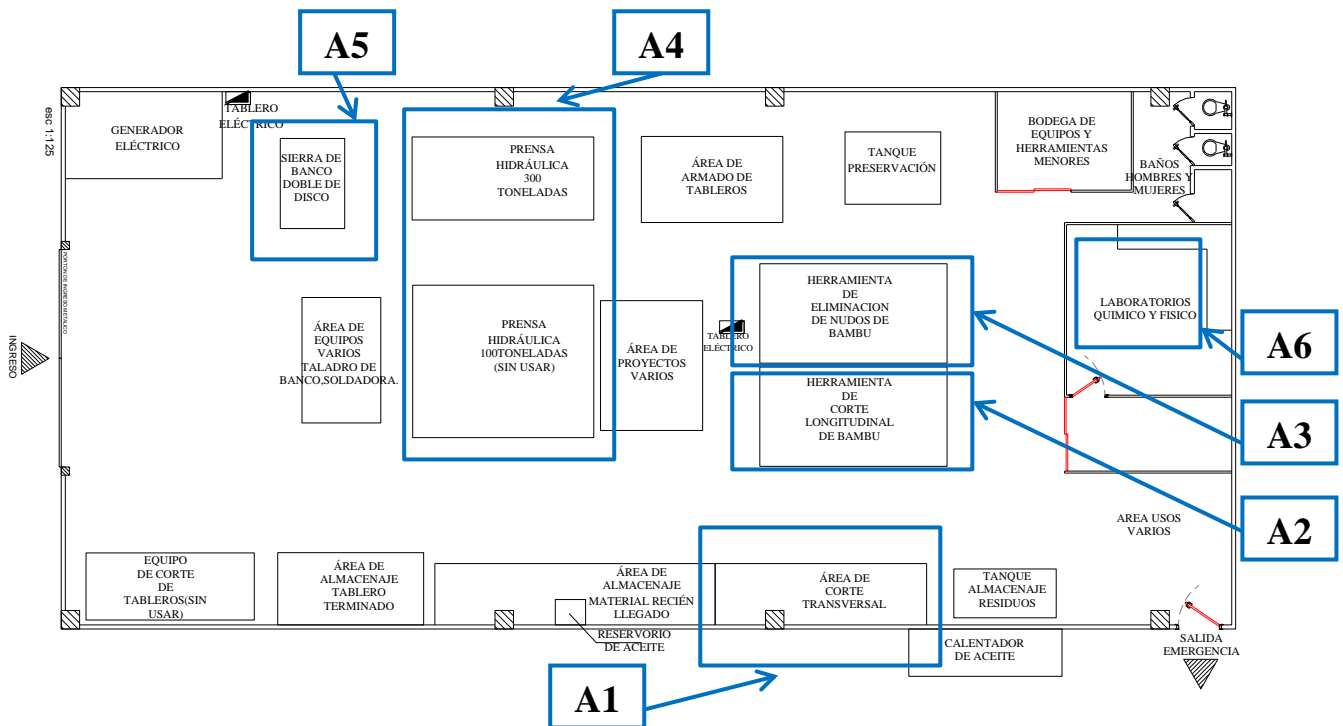 A5
A4
esc 1:125
GENERADOR
ELÉCTRICO
TABLERO
ELÉCTRICO
SIERRA DE
BANCO
DOBLE DE
DISCO
PRENSA
HIDRÁULICA
300
TONELADAS
ÁREA DE
ARMADO DE
TABLEROS
TANQUE
PRESERVACIÓN
BODEGA DE
EQUIPOS Y
HERRAMIENTAS
MENORES
BAÑOS
HOMBRES Y
MUJERES
PORTON DE INGRESO METALICO
INGRESO
ÁREA DE
EQUIPOS
VARIOS
TALADRO DE
BANCO,SOLDADORA.
PRENSA
HIDRÁULICA
100TONELADAS
(SIN USAR)
ÁREA DE
PROYECTOS
VARIOS
TABLERO
ELÉCTRICO
HERRAMIENTA
DE
ELIMINACION
DE NUDOS DE
BAMBU
HERRAMIENTA
DE
CORTE
LONGITUDINAL
DE BAMBU
LABORATORIOS
QUIMICO Y FISICO
A6
A3
A2
AREA USOS
VARIOS
EQUIPO
DE CORTE
DE
TABLEROS(SIN
USAR)
ÁREA DE
ALMACENAJE
TABLERO
TERMINADO
ÁREA DE
ALMACENAJE
MATERIAL RECIÉN
LLEGADO
RESERVORIO
DE ACEITE
ÁREA DE
CORTE
TRANSVERSAL
TANQUE
ALMACENAJE
RESIDUOS
CALENTADOR
DE ACEITE
SALIDA
EMERGENCIA
A1